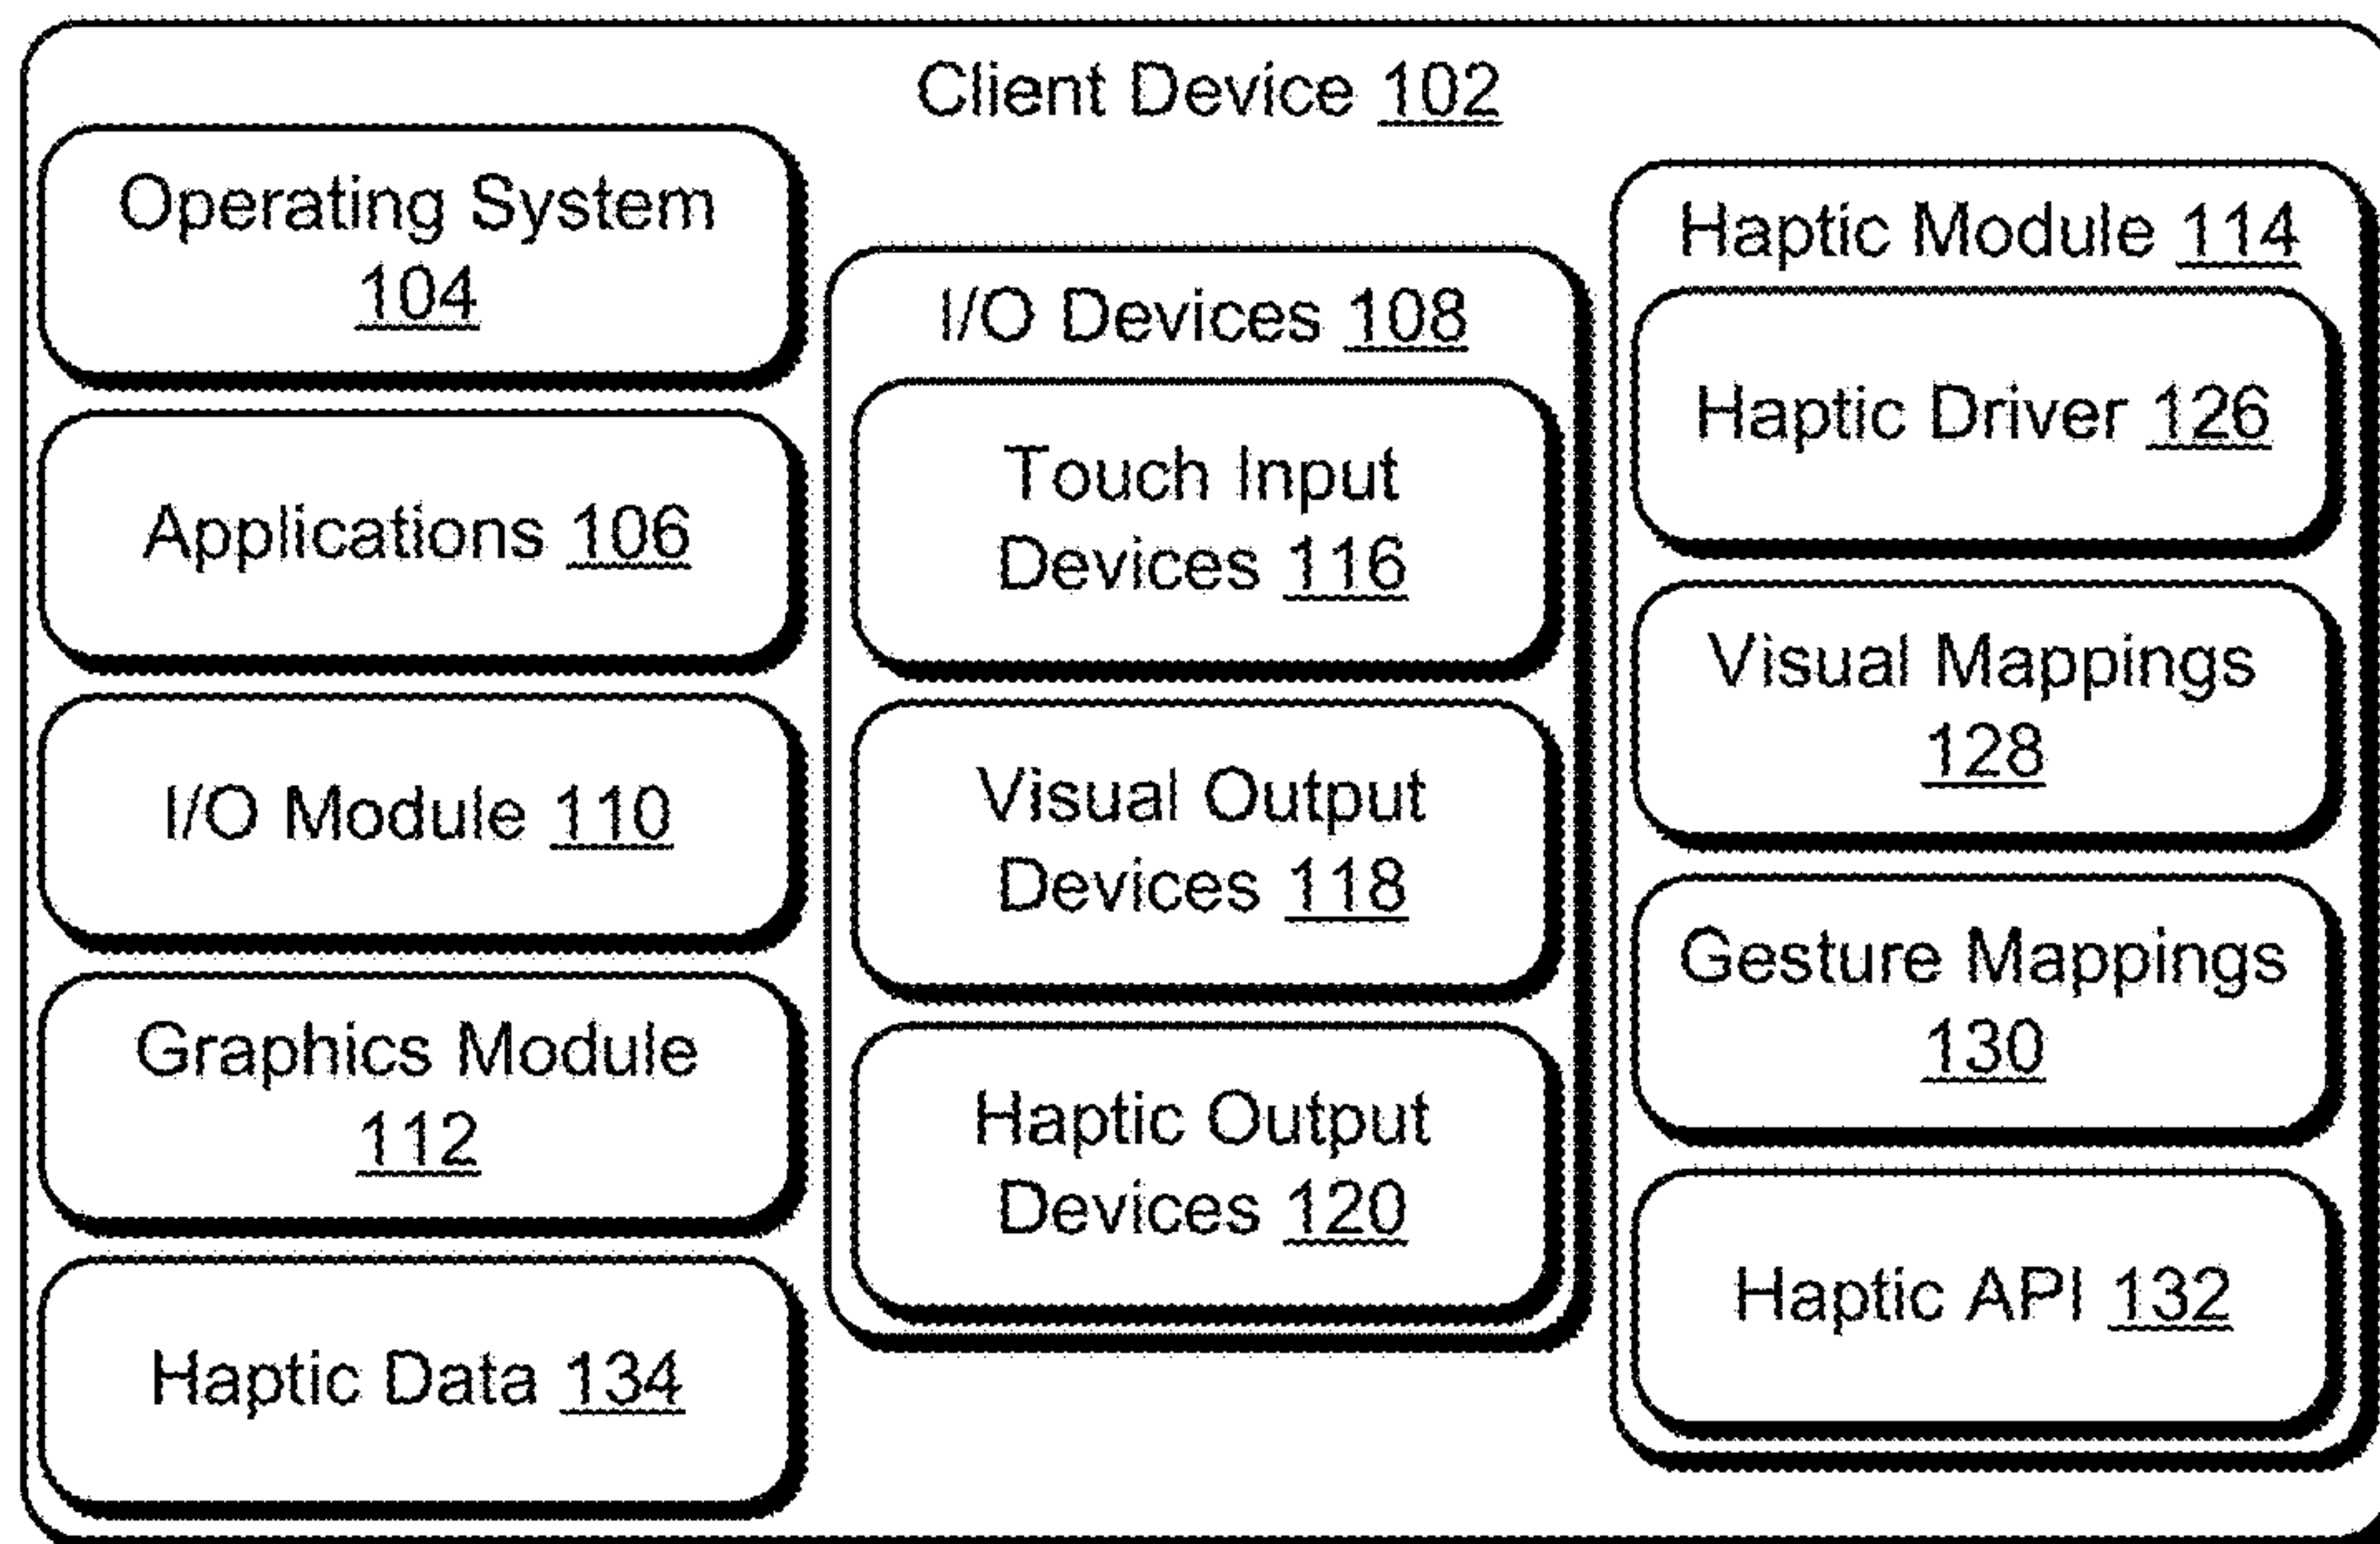 Client Device 102
Operating System
104
Applications 106
I/O Module 110
Graphics Module
112
Haptic Data 134
I/O Devices 108
Touch Input
Devices 116
Visual Output
Devices 118
Haptic Output
Devices 120
Haptic Module 114
Haptic Driver 126
Visual Mappings
128
Gesture Mappings
130
Haptic API 132